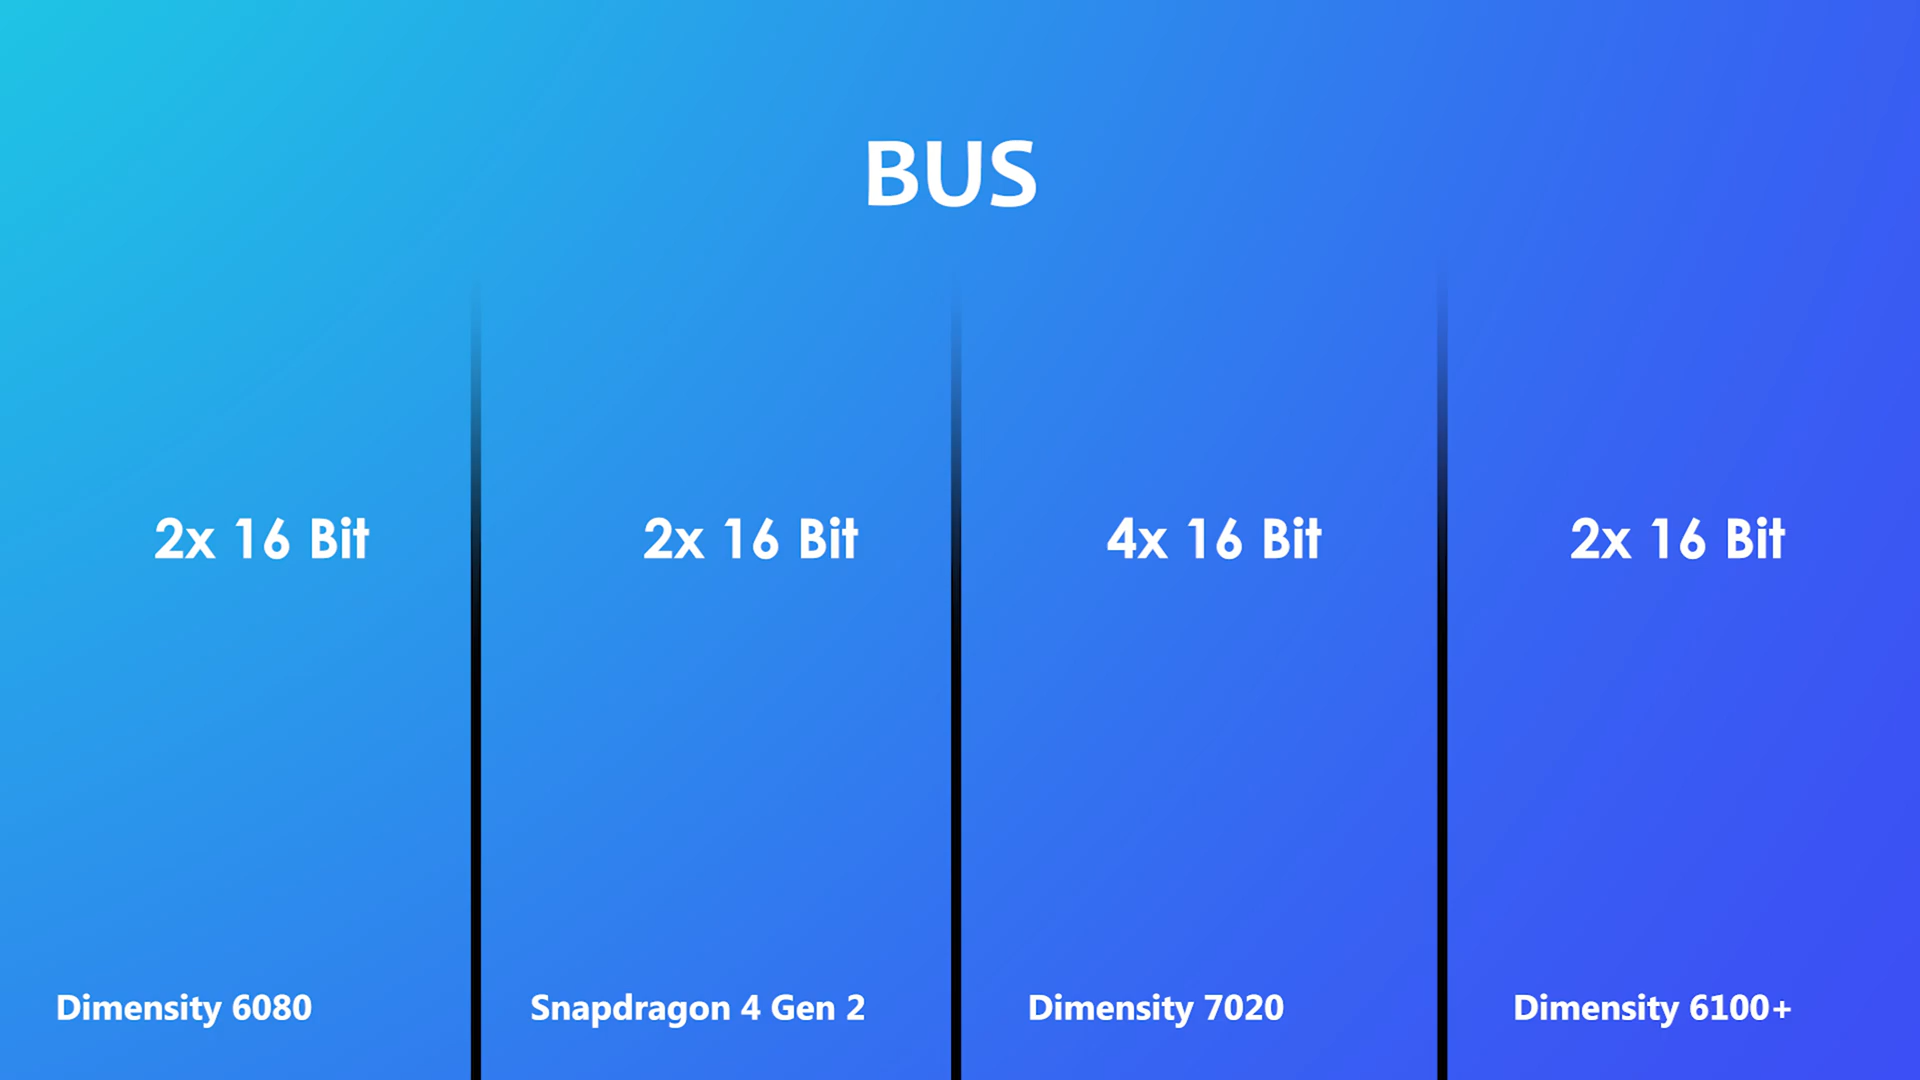 BUS
2x 16 Bit
2x 16 Bit
4x 16 Bit
2x 16 Bit
Dimensity 6080
Snapdragon 4 Gen 2
Dimensity 7020
Dimensity 6100+